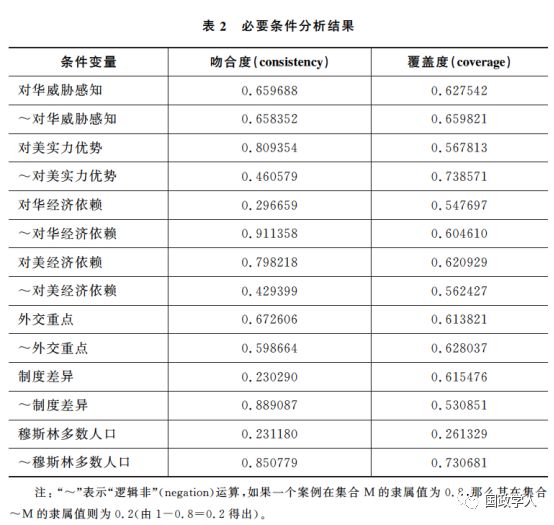 表 2 必要条件分析结果
条件变量 吻合度(consistency) 覆盖度(coverage)
对华威胁感知 0.659688 0.627542
～对华威胁感知 0.658352 0.659821
对美实力优势 0.809354 0.567813
～对美实力优势 0.460579 0.738571
对华经济依赖 0.296659 0.547697
～对华经济依赖 0.911358 0.604610
对美经济依赖 0.798218 0.620929
～对美经济依赖 0.429399 0.562427
外交重点 0.672606 0.613821
～外交重点 0.598664 0.628037
制度差异 0.230290 0.615476
～制度差异 0.889087 0.530851
穆斯林多数人口 0.231180 0.261329
～穆斯林多数人口 0.850779 0.730681
注：“～”表示“逻辑非”(negation)运算，如果一个案例在集合 M 的隶属值为 0.8，那么其在集合
～M 的隶属值则为 0.2(由 1－0.8＝0.2 得出)。
国政学人